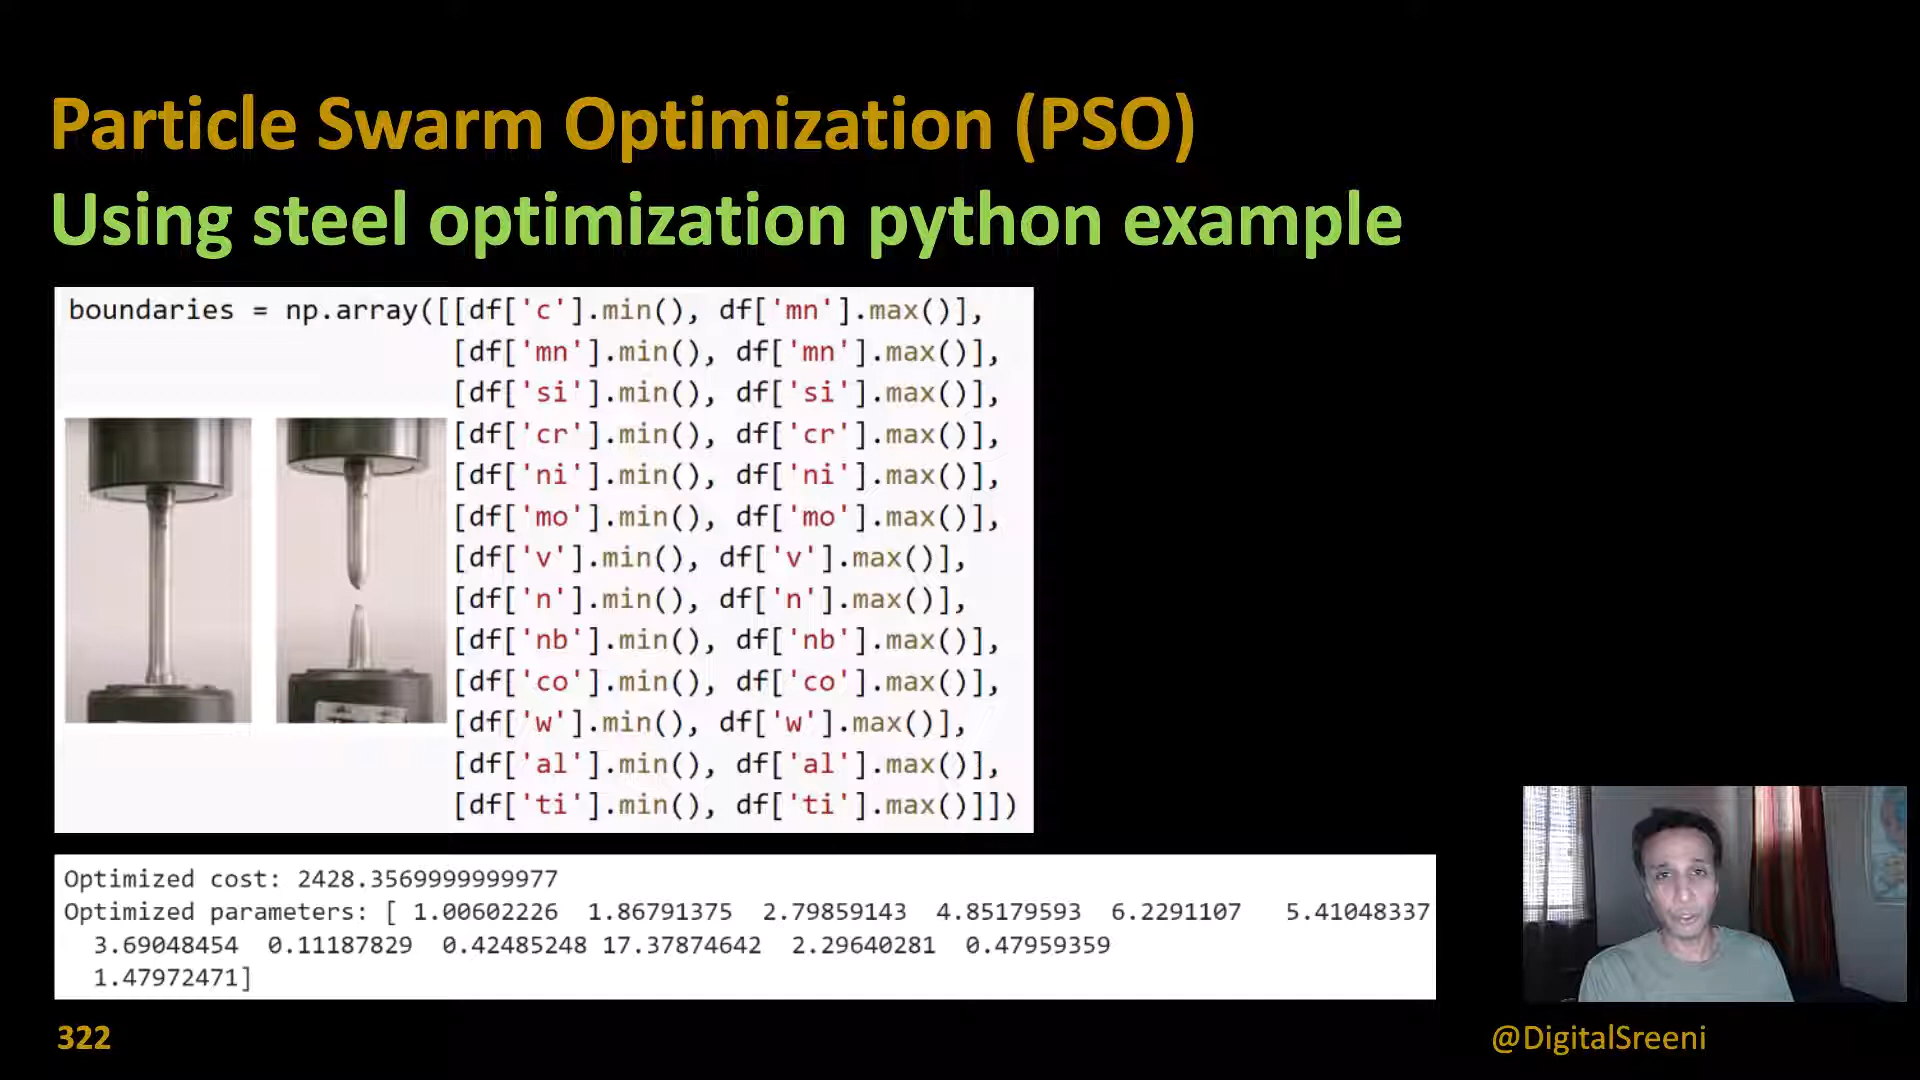 Particle Swarm Optimization (PSO)
Using steel optimization python example
boundaries = np.array([[df['c'].min(), df['mn'].max()],
[df['mn'].min(), df['mn'].max()],
[df['si'].min(), df['si'].max()],
[df['cr'].min(), df['cr'].max()],
[df['ni'].min(), df['ni'].max()],
[df['mo'].min(), df['mo'].max()],
[df['v'].min(), df['v'].max()],
[df['n'].min(), df['n'].max()],
[df['nb'].min(), df['nb'].max()],
[df['co'].min(), df['co'].max()],
[df['w'].min(), df['w'].max()],
[df['al'].min(), df['al'].max()],
[df['ti'].min(), df['ti'].max()]])
Optimized cost: 2428.3569999999977
Optimized parameters: [ 1.00602226 1.86791375 2.79859143 4.85179593 6.2291107 5.41048337
3.69048454 0.11187829 0.42485248 17.37874642 2.29640281 0.47959359
1.47972471]
322
@DigitalSreeni